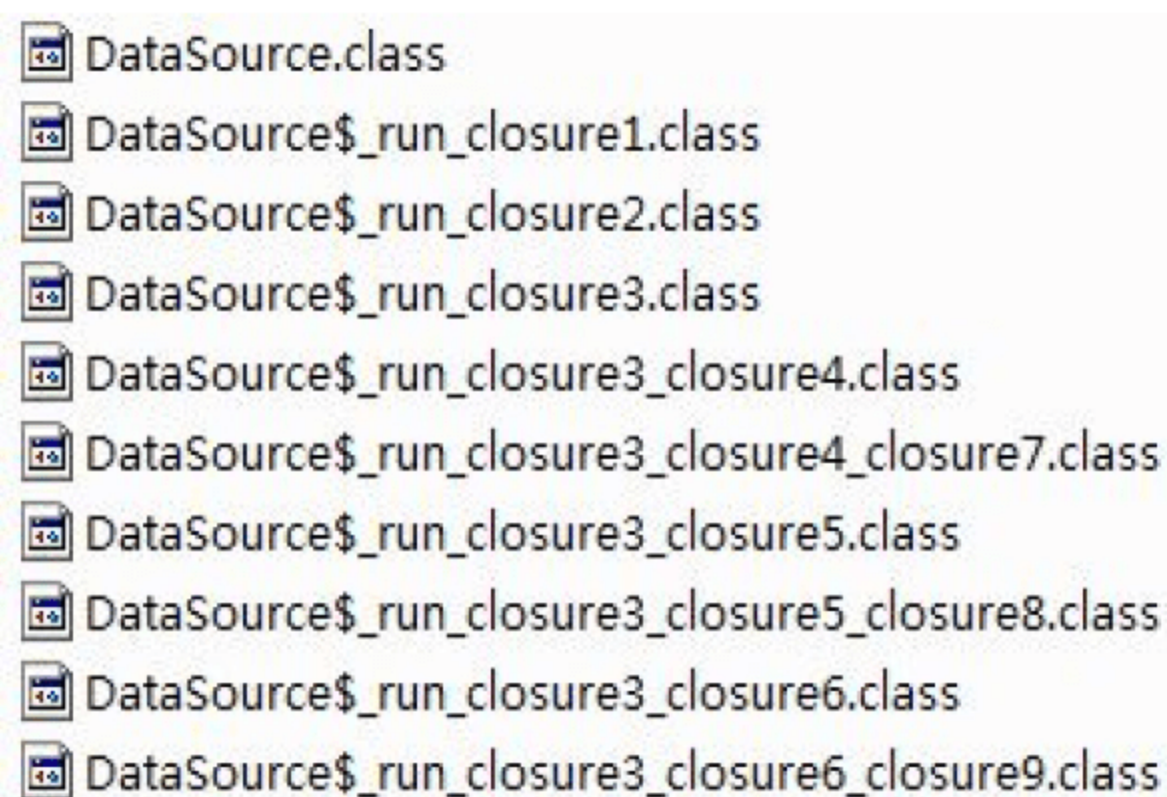 DataSource.class
DataSource$_run_closure1.class
DataSource$_run_closure2.class
DataSource$_run_closure3.class
DataSource$_run_closure3_closure4.class
DataSource$_run_closure3_closure4_closure7.class
DataSource$_run_closure3_closure5.class
DataSource$_run_closure3_closure5_closure8.class
DataSource$_run_closure3_closure6.class
DataSource$_run_closure3_closure6_closure9.class